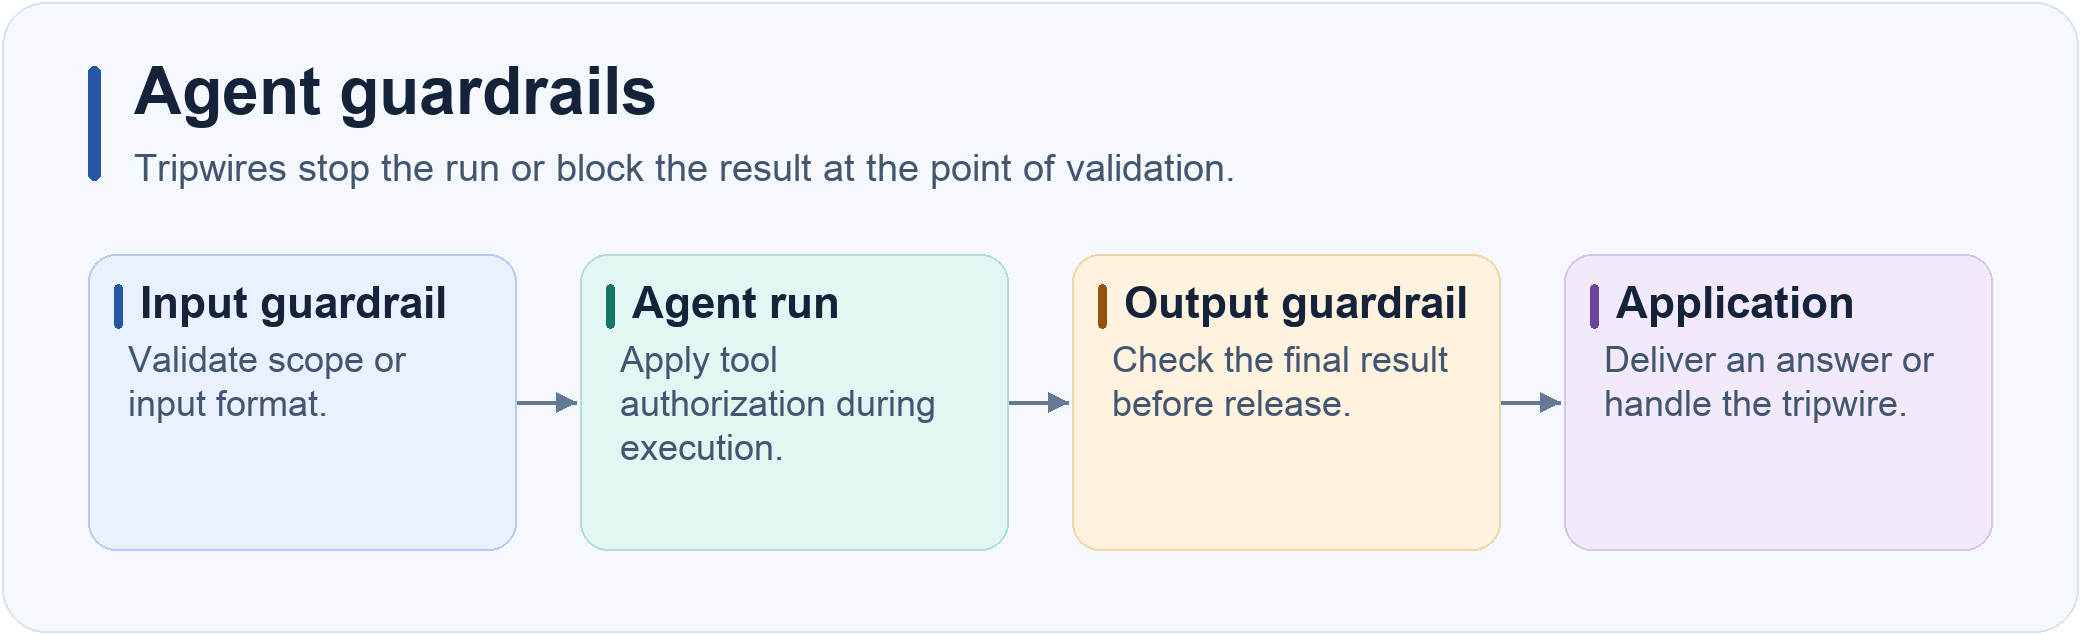 Agent guardrails
Tripwires stop the run or block the result at the point of validation.
Input guardrail
Validate scope or
input format.
Agent run
Apply tool
authorization during
execution.
Output guardrail
Check the final result
before release.
Application
Deliver an answer or
handle the tripwire.